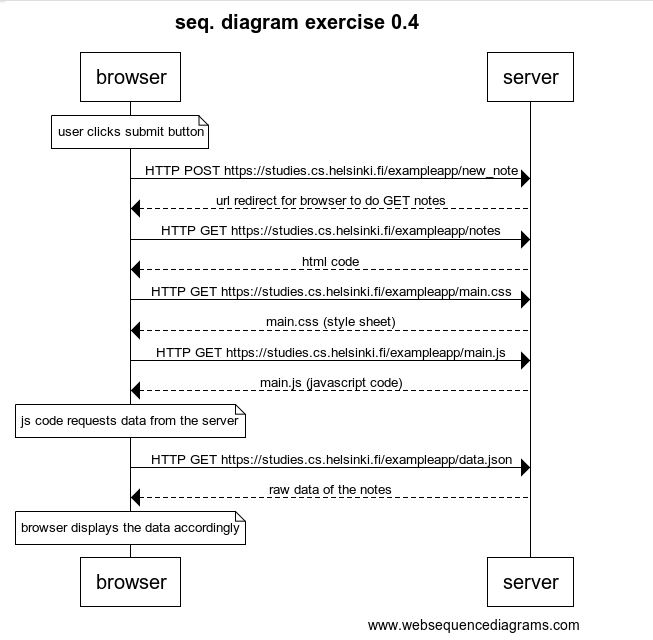 seq. diagram exercise 0.4
browser
server
user clicks submit button
HTTP POST https://studies.cs.helsinki.fi/exampleapp/new_note
url redirect for browser to do GET notes
HTTP GET https://studies.cs.helsinki.fi/exampleapp/notes
html code
HTTP GET https://studies.cs.helsinki.fi/exampleapp/main.css
main.css (style sheet)
HTTP GET https://studies.cs.helsinki.fi/exampleapp/main.js
main.js (javascript code)
js code requests data from the server
HTTP GET https://studies.cs.helsinki.fi/exampleapp/data.json
raw data of the notes
browser displays the data accordingly
browser
server
www.websequencediagrams.com